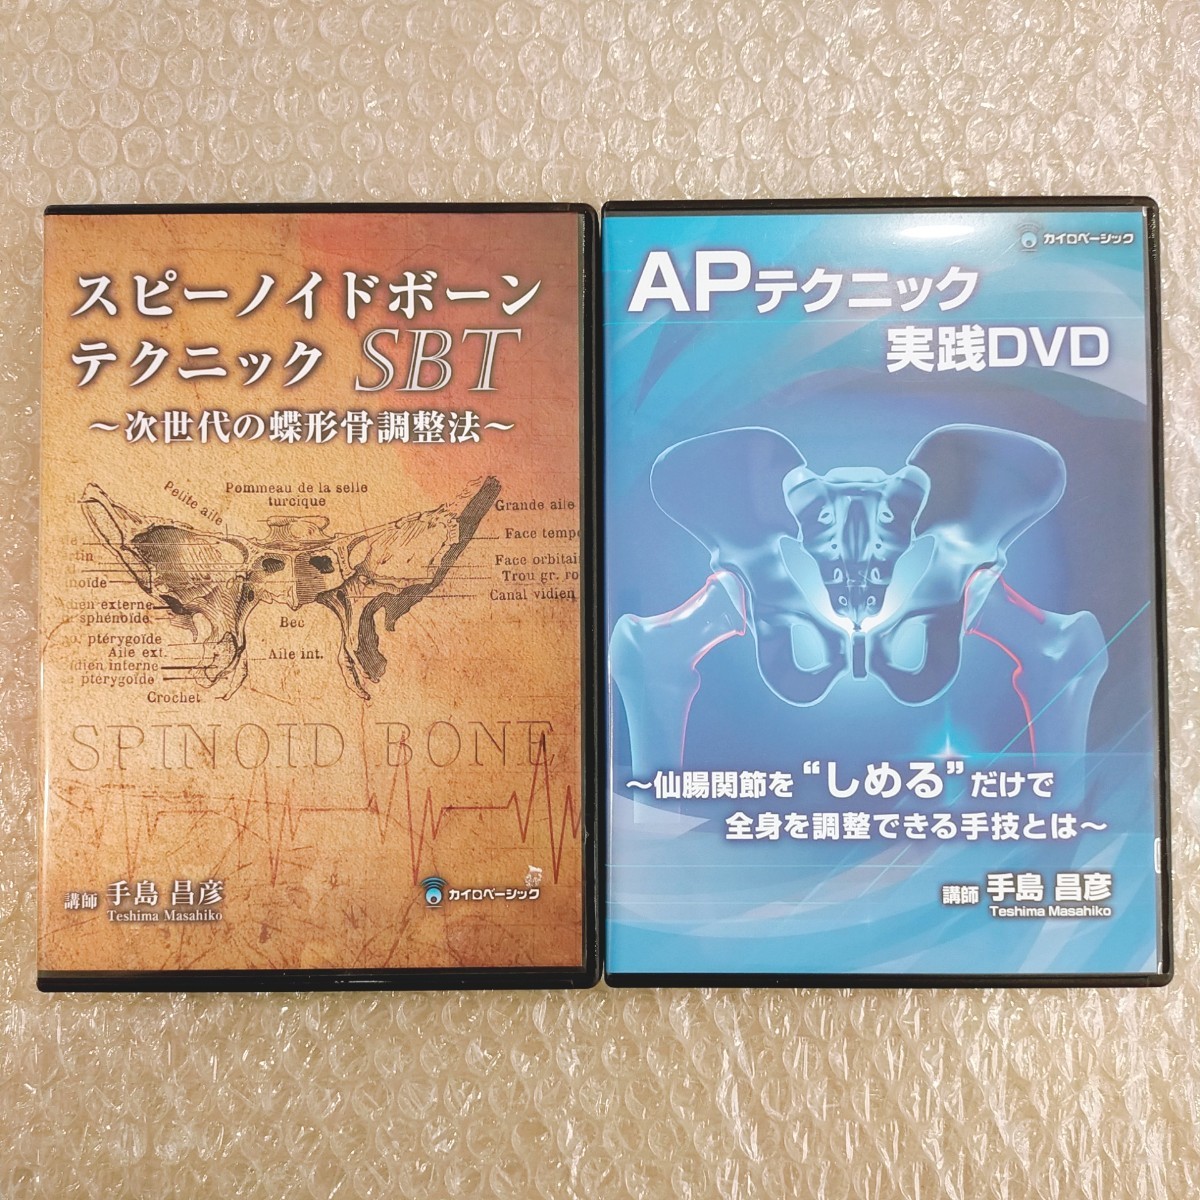 スピーノイドボーン
テクニック SBT
～次世代の蝶形骨調整法～
Petite aile
Pommeau de la selle
turcique
Grande aile
Face tempo
Face orbitai
Trou gr. ro
Canal vidien
dien externe
sphénoïde.
ptérygoïde
Aile ext.
dien interne
ptérygoïde
Crochet
Bec
Aile int.
SPINOID BONE
講師 手島 昌彦
Teshima Masahiko
カイロベーシック
カイロベーシック
APテクニック
実践DVD
～仙腸関節を“しめる”だけで
全身を調整できる手技とは～
講師 手島 昌彦
Teshima Masahiko